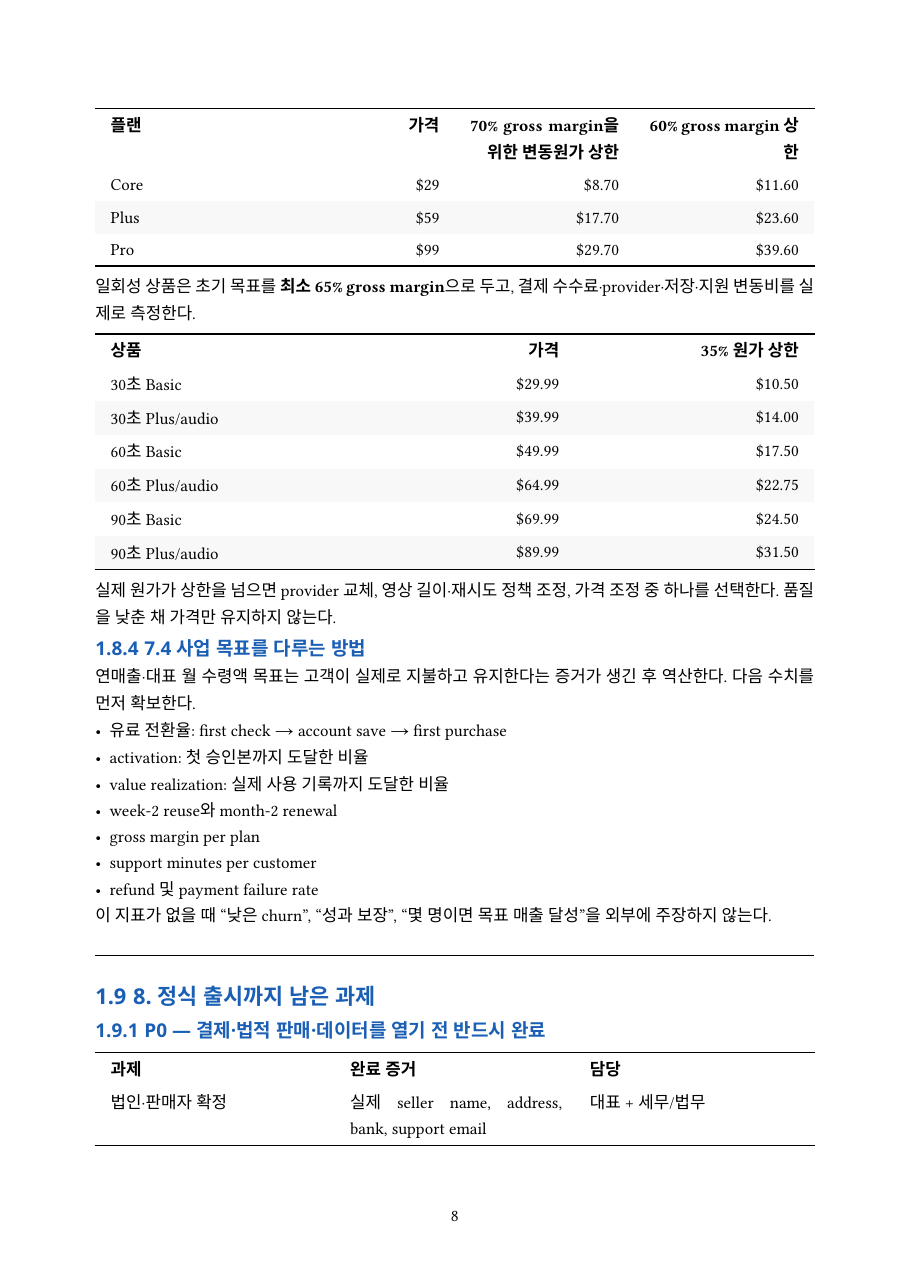 플랜 가격 70% gross margin을 60% gross margin 상
위한 변동원가 상한 한
Core $29 $8.70 $11.60
Plus $59 $17.70 $23.60
Pro $99 $29.70 $39.60
일회성 상품은 초기 목표를 최소 65% gross margin으로 두고, 결제 수수료·provider·저장·지원 변동비를 실
제로 측정한다.
상품 가격 35% 원가 상한
30초 Basic $29.99 $10.50
30초 Plus/audio $39.99 $14.00
60초 Basic $49.99 $17.50
60초 Plus/audio $64.99 $22.75
90초 Basic $69.99 $24.50
90초 Plus/audio $89.99 $31.50
실제 원가가 상한을 넘으면 provider 교체, 영상 길이·재시도 정책 조정, 가격 조정 중 하나를 선택한다. 품질
을 낮춘 채 가격만 유지하지 않는다.
1.8.4 7.4 사업 목표를 다루는 방법
연매출·대표 월 수령액 목표는 고객이 실제로 지불하고 유지한다는 증거가 생긴 후 역산한다. 다음 수치를
먼저 확보한다.
• 유료 전환율: first check → account save → first purchase
• activation: 첫 승인본까지 도달한 비율
• value realization: 실제 사용 기록까지 도달한 비율
• week-2 reuse와 month-2 renewal
• gross margin per plan
• support minutes per customer
• refund 및 payment failure rate
이 지표가 없을 때 “낮은 churn”, “성과 보장”, “몇 명이면 목표 매출 달성”을 외부에 주장하지 않는다.
1.9 8. 정식 출시까지 남은 과제
1.9.1 P0 — 결제·법적 판매·데이터를 열기 전 반드시 완료
과제 완료 증거 담당
법인·판매자 확정 실제 seller name, address, 대표 + 세무/법무
bank, support email
8